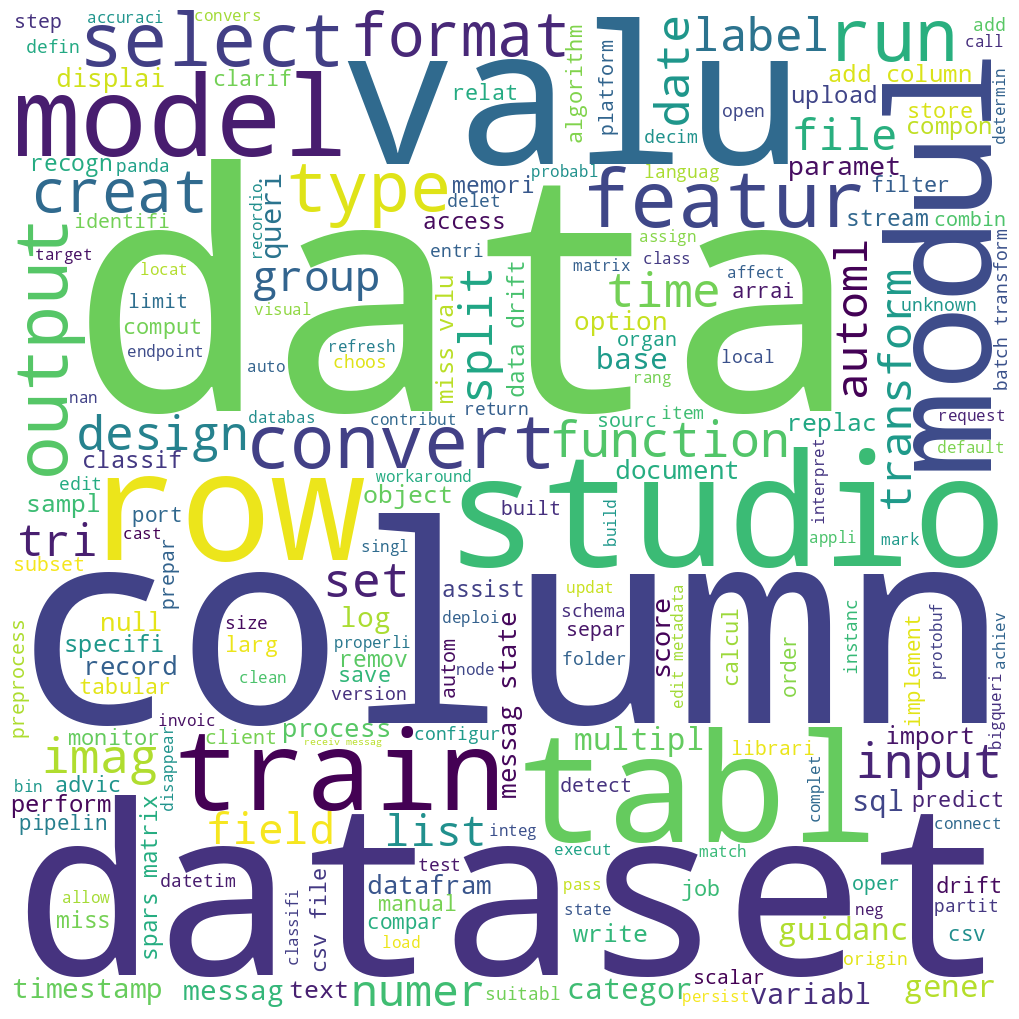 step
accuraci
convers
defin
select
format
label
run
add
call
displai
clarif
model
valu
relat
algorithm
platform
date
decim
open
upload
add column
store
compon
determin
file
modul
recogn
panda
creat
identifi
target
recordio
queri
type
memori
delet
access
probabl
languag
featur
paramet
filter
stream
combin
output
data
locat
limit
comput
endpoint
nan
group
visual
auto
refresh
choos
databas
entri
miss valu
split
data drift
matrix
assign
class
time
option
organ
base
rang
affect
arrai
local
automl
transform
unknown
batch transform
request
default
contribut
return
sourc
item
replac
design
classif
convert
function
document
workaround
object
built
build
interpret
appli
mark
edit
sampl
port
cast
row
studio
tri
subset
prepar
singl
set
assist
updat
column
null
specifi
record
tabular
size
larg
clean
properli
log
remov
save
version
autom
deploi
node
messag state
schema
separ
folder
score
edit metadata
calcul
order
instanc
implement
protobuf
achiev
bigqueri
preprocess
monitor
invoic
client
process
receiv messag
configur
multipl
librari
import
imag
bin
advic
disappear
train
tabl
input
detect
complet
perform
pipelin
spars matrix
field
list
integ
sql
predict
connect
dataset
execut
match
test
allow
miss
datetim
classifi
csv file
datafram
manual
compar
load
pass
state
write
job
oper
neg
drift
partit
guidanc
csv
origin
timestamp
messag
text
numer
suitabl
categor
scalar
persist
variabl
gener